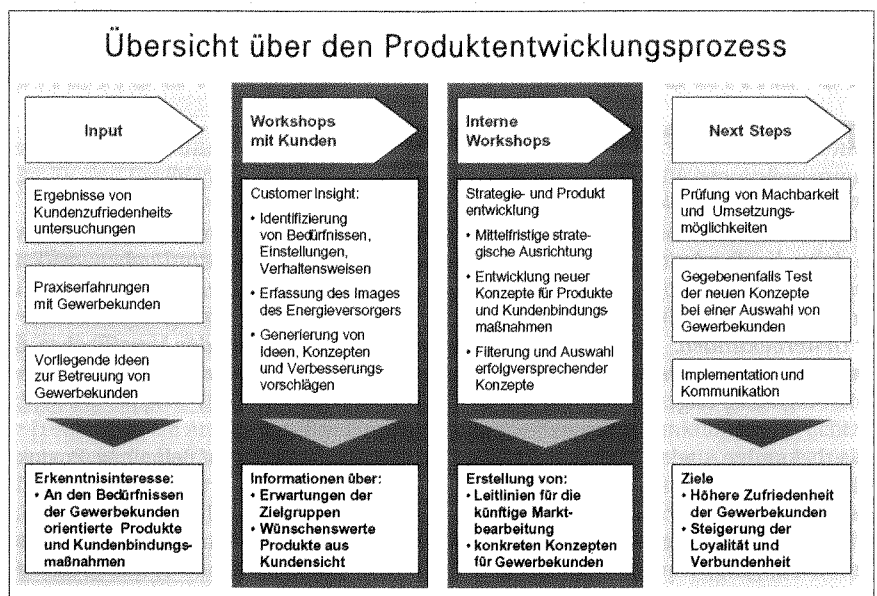 Übersicht über den Produktentwicklungsprozess
Input
Ergebnisse von
Kundenzufriedenheits-
untersuchungen
Praxiserfahrungen
mit Gewerbekunden
Vorliegende Ideen
zur Betreuung von
Gewerbekunden
Erkenntnisinteresse:
• An den Bedürfnissen
der Gewerbekunden
orientierte Produkte
und Kundenbindungs-
maßnahmen
Workshops
mit Kunden
Customer Insight:
• Identifizierung
von Bedürfnissen,
Einstellungen,
Verhaltensweisen
• Erfassung des Images
des Energieversorgers
• Generierung von
Ideen, Konzepten
und Verbesserungs-
vorschlägen
Informationen über:
• Erwartungen der
Zielgruppen
• Wünschenswerte
Produkte aus
Kundensicht
Interne
Workshops
Strategie- und Produkt
entwicklung
• Mittelfristige strate-
gische Ausrichtung
• Entwicklung neuer
Konzepte für Produkte
und Kundenbindungs
maßnahmen
• Filterung und Auswahl
erfolgversprechender
Konzepte
Erstellung von:
• Leitlinien für die
künftige Markt-
bearbeitung
• konkreten Konzepten
für Gewerbekunden
Next Steps
Prüfung von Machbarkeit
und Umsetzungs-
möglichkeiten
Gegebenenfalls Test
der neuen Konzepte
bei einer Auswahl von
Gewerbekunden
Implementation und
Kommunikation
Ziele
• Höhere Zufriedenheit
der Gewerbekunden
• Steigerung der
Loyalität und
Verbundenheit